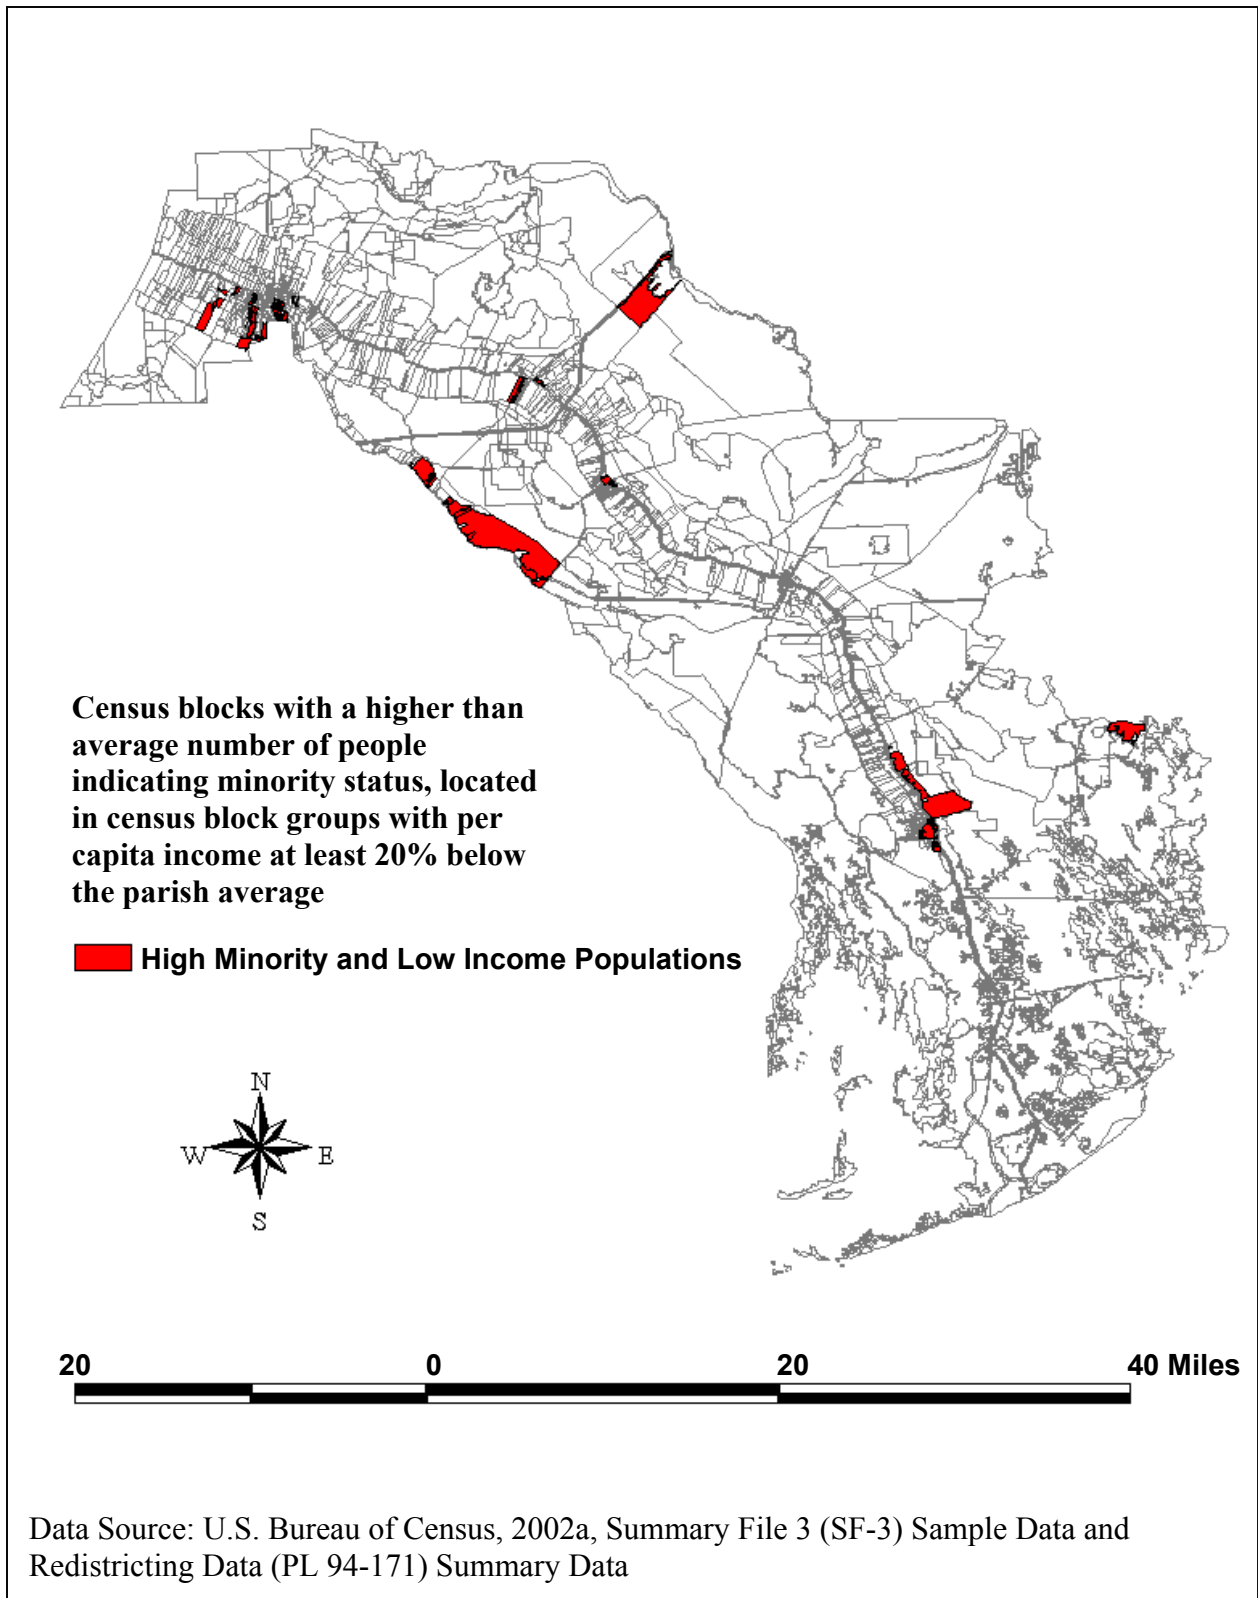 Census blocks with a higher than
average number of people
indicating minority status, located
in census block groups with per
capita income at least 20% below
the parish average
High Minority and Low Income Populations
N
W E
S
20 0 20 40 Miles
Data Source: U.S. Bureau of Census, 2002a, Summary File 3 (SF-3) Sample Data and
Redistricting Data (PL 94-171) Summary Data